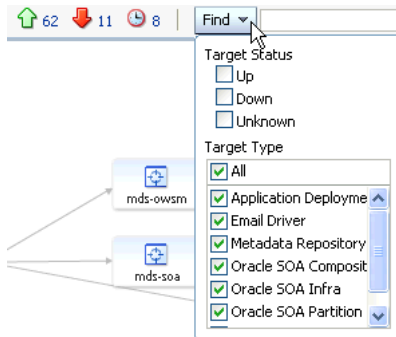 62 11 8 Find
Target Status
Up
Down
Unknown
Target Type
All
Application Deployme
Email Driver
Metadata Repository
Oracle SOA Composit
Oracle SOA Infra
Oracle SOA Partition
mds-owsm
mds-soa